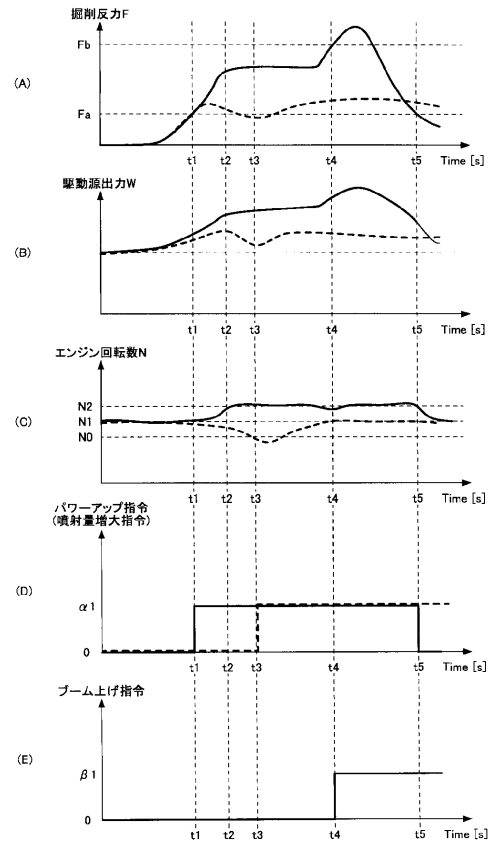 掘削反力F
Fb
(A)
Fa
t1 t2 t3 t4 t5 Time [s]
駆動源出力W
(B)
t1 t2 t3 t4 t5 Time [s]
エンジン回転数N
N2
(C)
N1
N0
t1 t2 t3 t4 t5 Time [s]
パワーアップ指令
(噴射量増大指令)
(D)
α1
0
t1 t2 t3 t4 t5 Time [s]
ブーム上げ指令
(E)
β1
0
t1 t2 t3 t4 t5 Time [s]